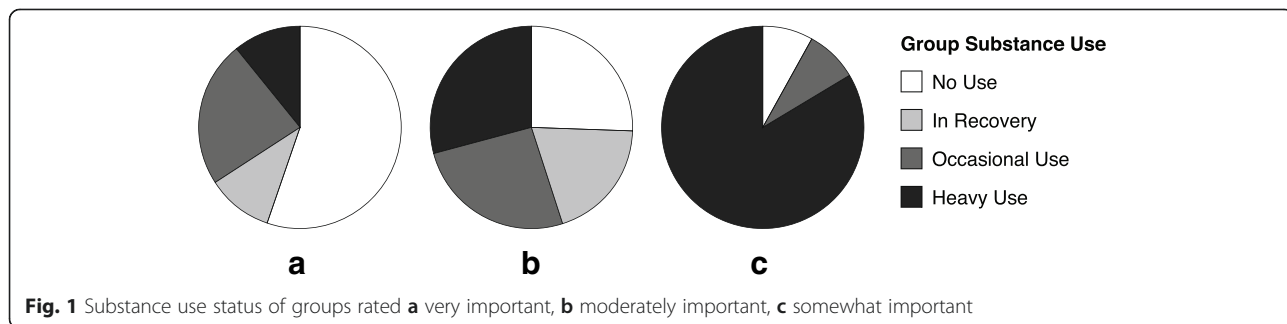 Group Substance Use
No Use
In Recovery
Occasional Use
Heavy Use
a b c
Fig. 1 Substance use status of groups rated a very important, b moderately important, c somewhat important